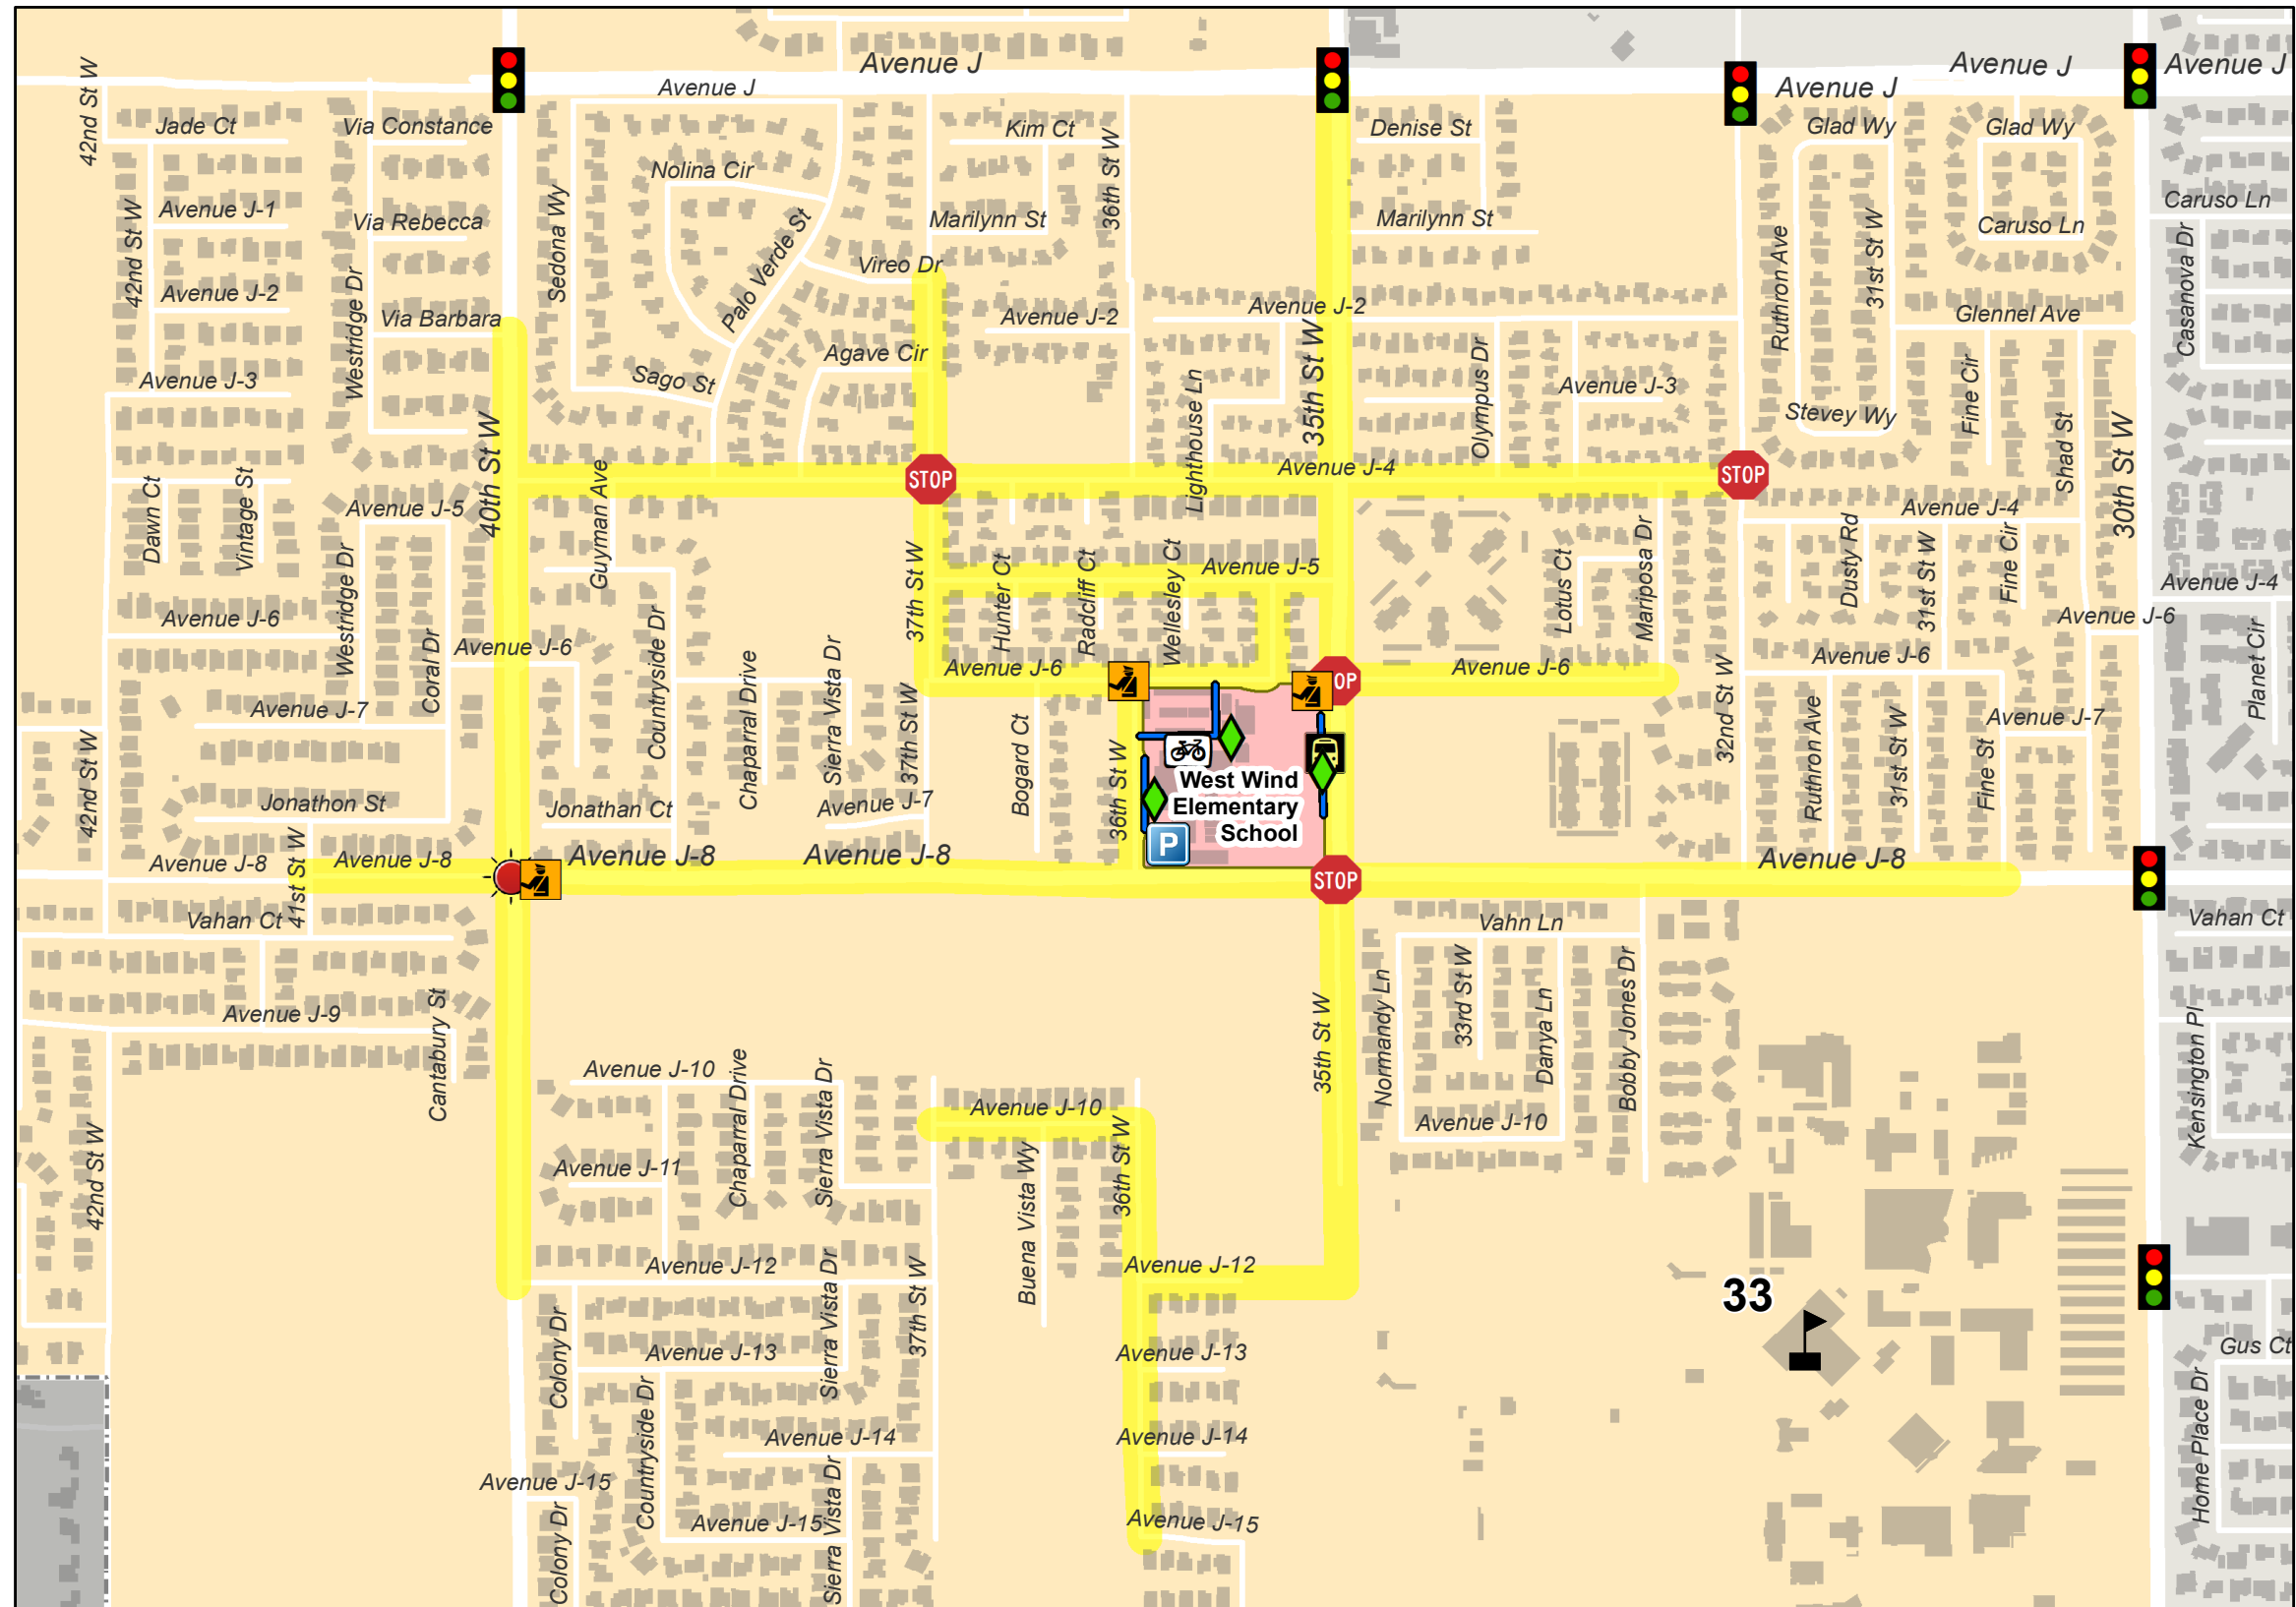 Avenue J
Avenue J
Avenue J
Avenue J
Avenue J
42nd St W
Jade Ct
Via Constance
Kim Ct
36th St W
Denise St
Glad Wy
Glad Wy
Nolina Cir
Sedona Wy
Avenue J-1
42nd St W
Via Rebecca
Palo Verde St
Marilynn St
Marilynn St
31st St W
Ruthron Ave
Caruso Ln
Caruso Ln
Casanova Dr
Vireo Dr
Avenue J-2
Westridge Dr
Via Barbara
Avenue J-2
Avenue J-2
Glennel Ave
Agave Cir
Sago St
Avenue J-3
Lighthouse Ln
35th St W
Olympus Dr
Avenue J-3
Stevey Wy
Fine Cir
Shad St
30th St W
40th St W
STOP
Avenue J-4
STOP
Dawn Ct
Vintage St
Avenue J-5
Guyman Ave
Avenue J-4
Westridge Dr
37th St W
Hunter Ct
Radcliff Ct
Wellesley Ct
Avenue J-5
Lotus Ct
Mariposa Dr
Dusty Rd
31st St W
Fine Cir
Avenue J-4
Avenue J-6
Coral Dr
Avenue J-6
Countryside Dr
Chaparral Drive
Sierra Vista Dr
Avenue J-6
OP
Avenue J-6
32nd St W
Avenue J-6
Avenue J-6
Planet Cir
Avenue J-7
37th St W
Bogard Ct
36th St W
Ruthron Ave
31st St W
Fine St
Avenue J-7
42nd St W
Jonathon St
Jonathan Ct
Avenue J-7
West Wind
Elementary
School
P
Avenue J-8
41st St W
Avenue J-8
Avenue J-8
Avenue J-8
STOP
Avenue J-8
Vahan Ct
Vahn Ln
Vahan Ct
Avenue J-9
Cantabury St
35th St W
Normandy Ln
33rd St W
Danya Ln
Bobby Jones Dr
Kensington Pl
Avenue J-10
Chaparral Drive
Sierra Vista Dr
Avenue J-10
36th St W
Avenue J-10
42nd St W
Avenue J-11
Buena Vista Wy
Avenue J-12
Sierra Vista Dr
37th St W
Avenue J-12
33
Colony Dr
Avenue J-13
Avenue J-13
Gus Ct
Countryside Dr
Avenue J-14
Avenue J-14
Home Place Dr
Avenue J-15
Colony Dr
Avenue J-15
Sierra Vista Dr
Avenue J-15